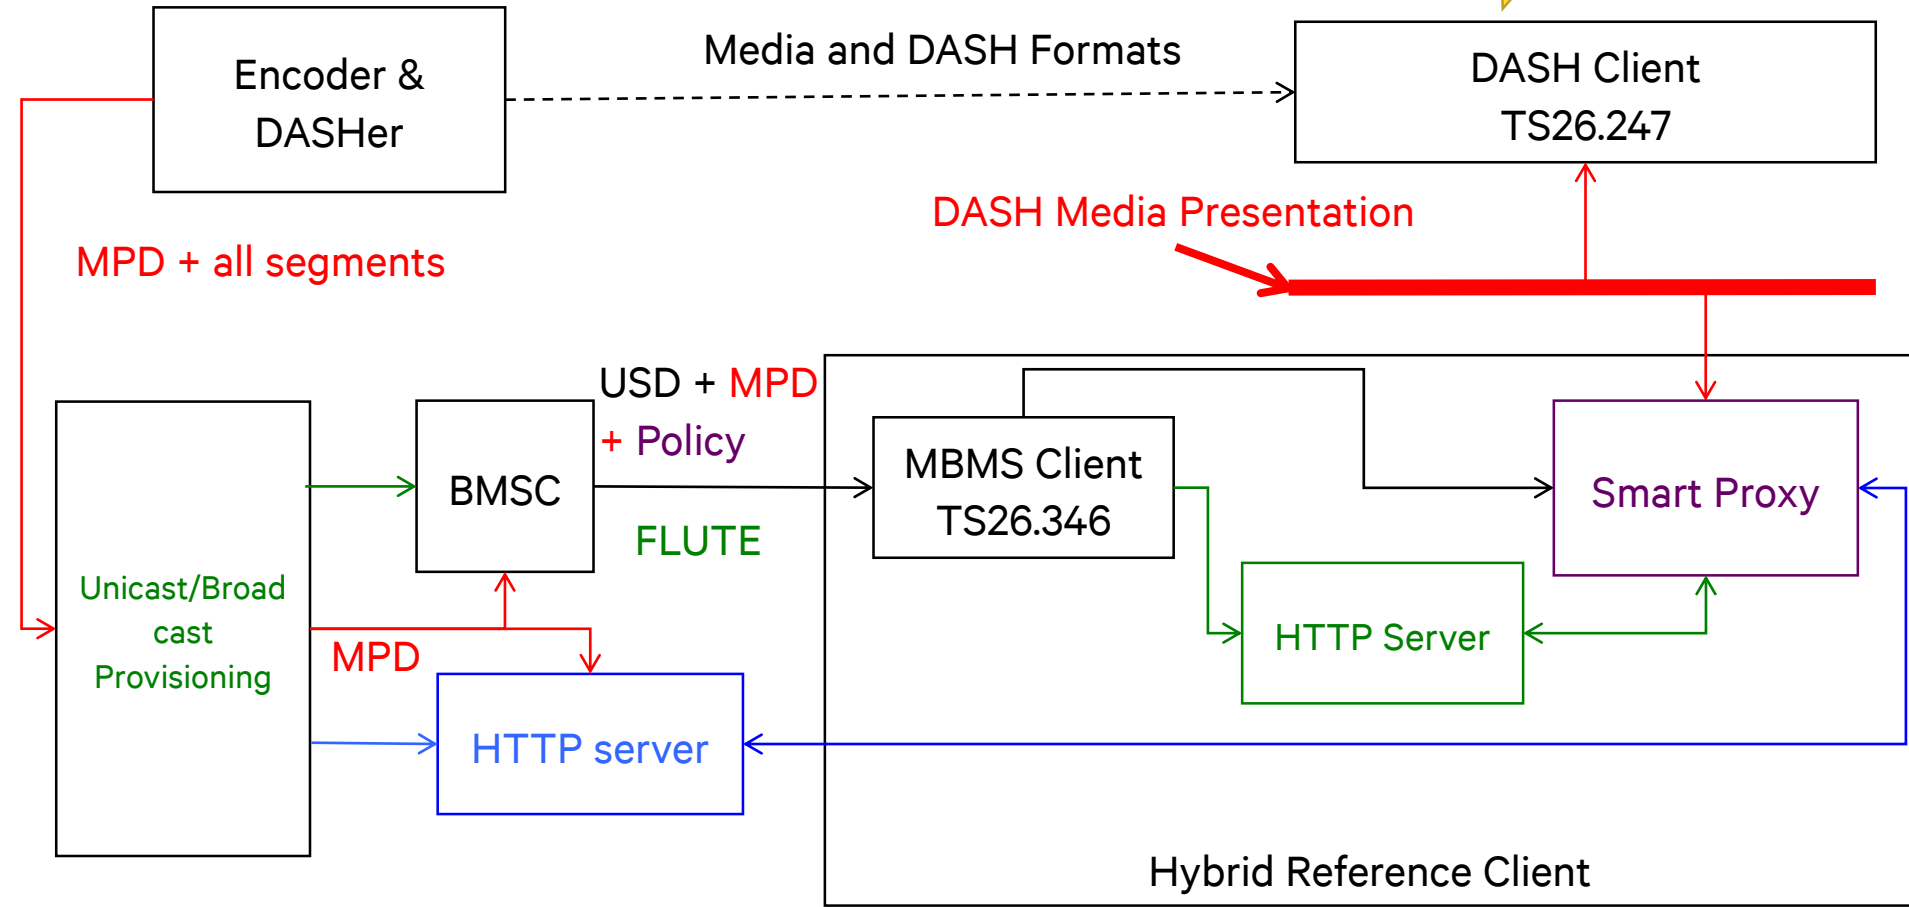 Encoder &
DASHer
Media and DASH Formats
DASH Client
TS26.247
DASH Media Presentation
MPD + all segments
USD + MPD
+ Policy
BMSC
FLUTE
MBMS Client
TS26.346
Smart Proxy
Unicast/Broad
cast
Provisioning
MPD
HTTP Server
HTTP server
Hybrid Reference Client